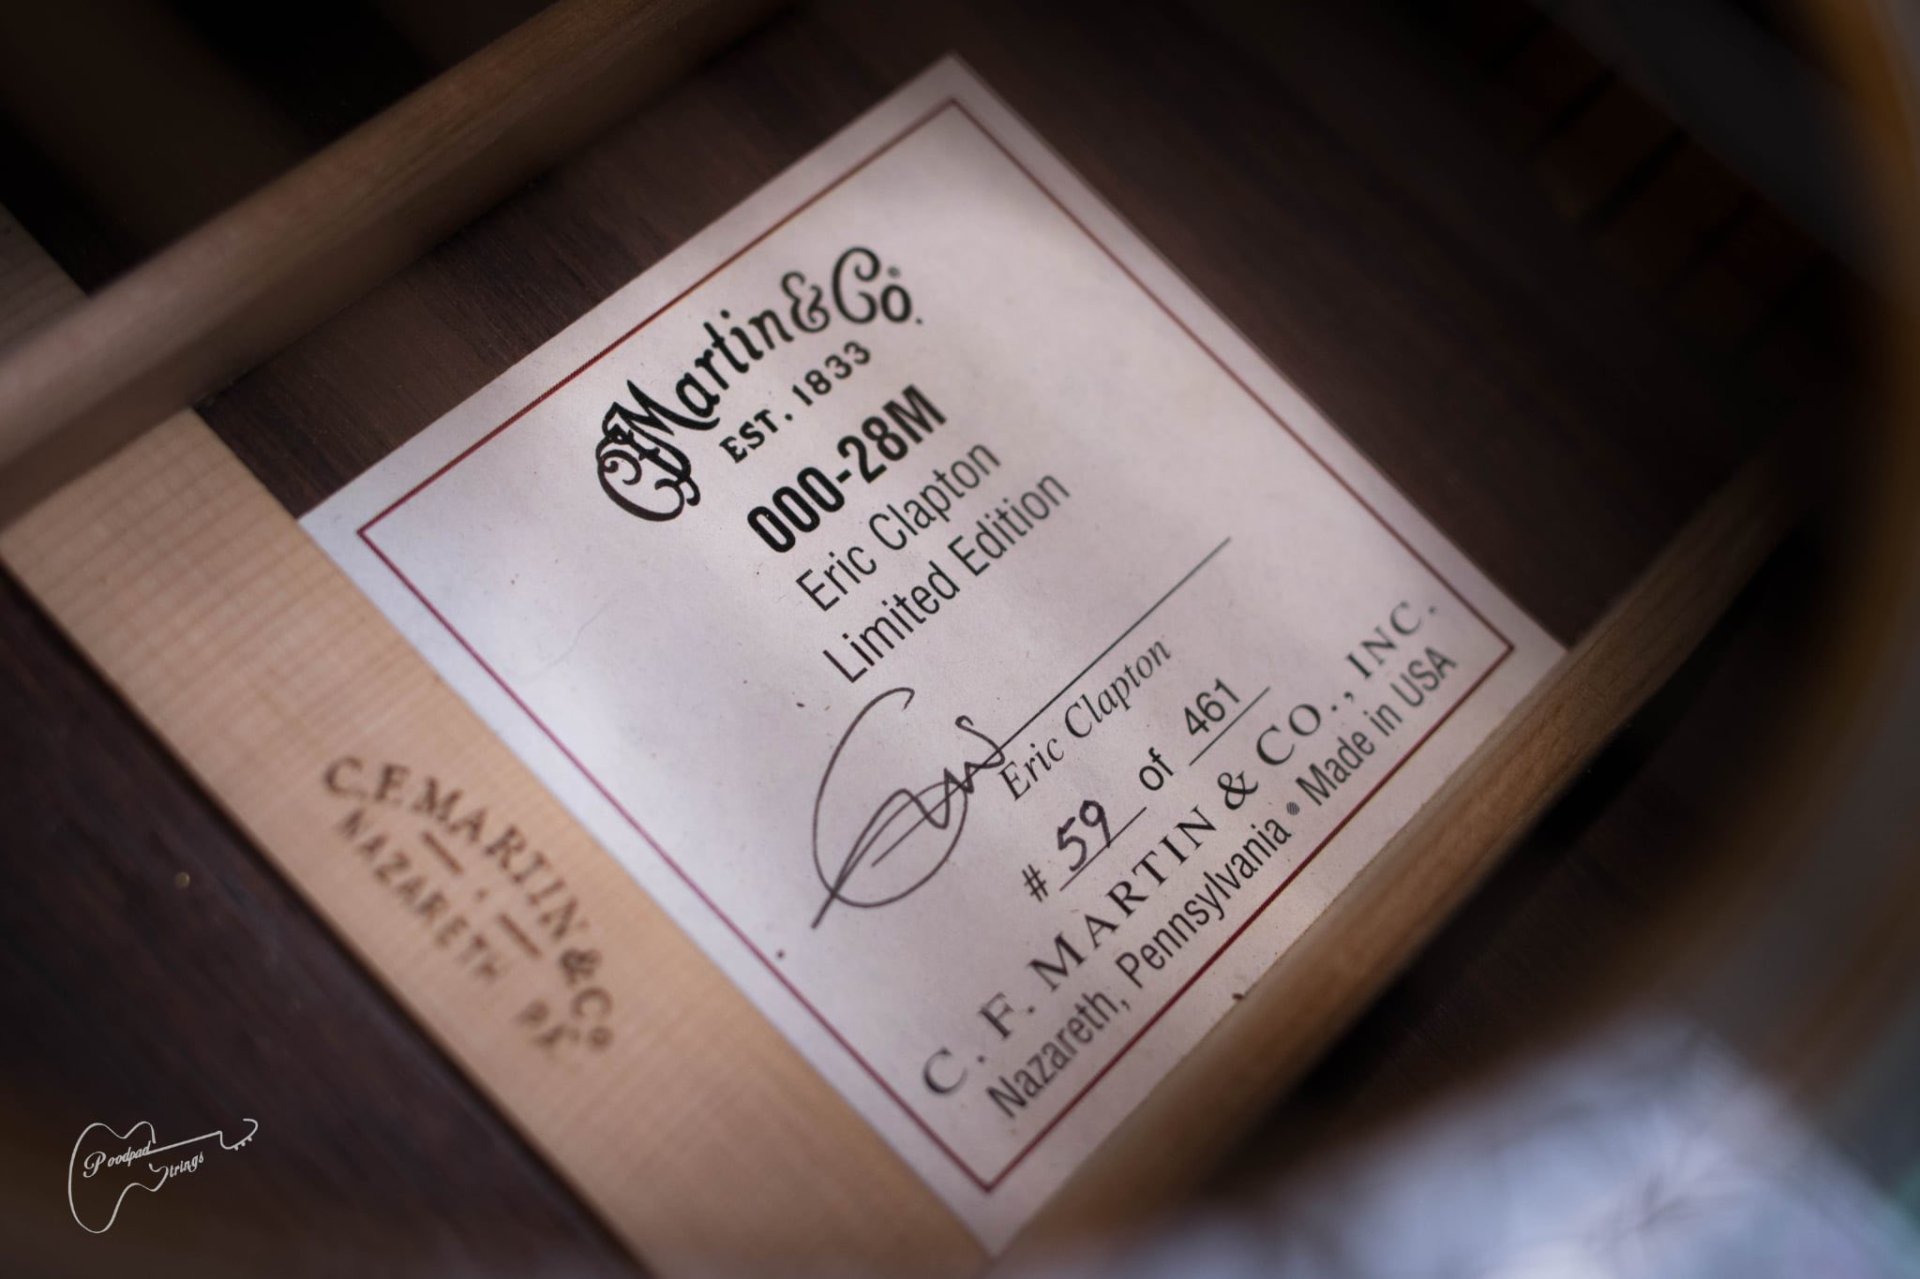 CF Martin & Co.®
EST. 1833
000-28M
Eric Clapton
Limited Edition
Eric Clapton
# 59 of 461
C. F. MARTIN & CO., INC.
Nazareth, Pennsylvania • Made in USA
C.F. MARTIN & Co
NAZARETH PA
Poodpad
Strings